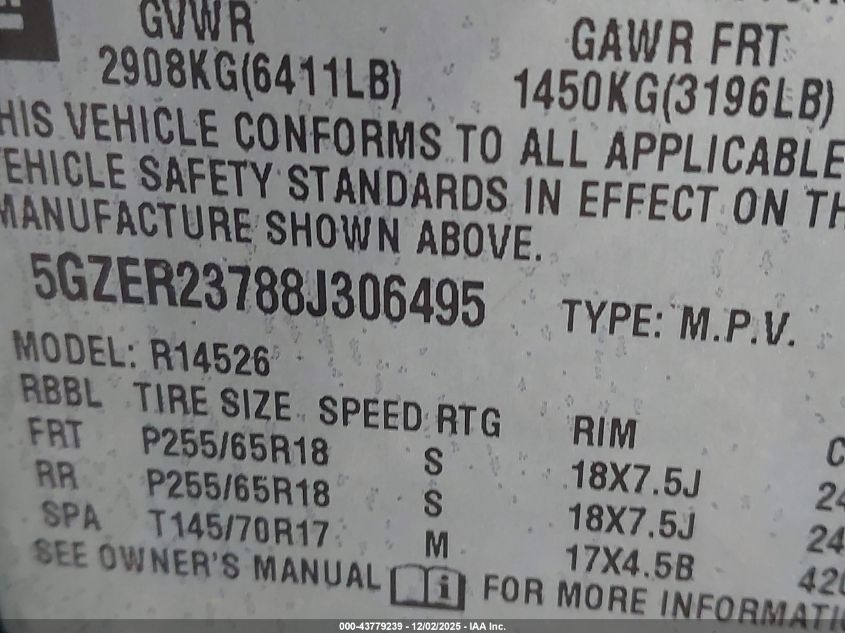 GVWR GAWR FRT
2908KG(6411LB) 1450KG(3196LB)
HIS VEHICLE CONFORMS TO ALL APPLICABLE
EHICLE SAFETY STANDARDS IN EFFECT ON TH
MANUFACTURE SHOWN ABOVE.
5GZER23788J306495 TYPE: M.P.V.
MODEL: R14526
RBBL TIRE SIZE SPEED RTG RIM C
FRT P255/65R18 S 18X7.5J 24
RR P255/65R18 S 18X7.5J 24
SPA T145/70R17 M 17X4.5B 420
SEE OWNER'S MANUAL FOR MORE INFORMATI
000-43779239 - 12/02/2025 - IAA Inc.